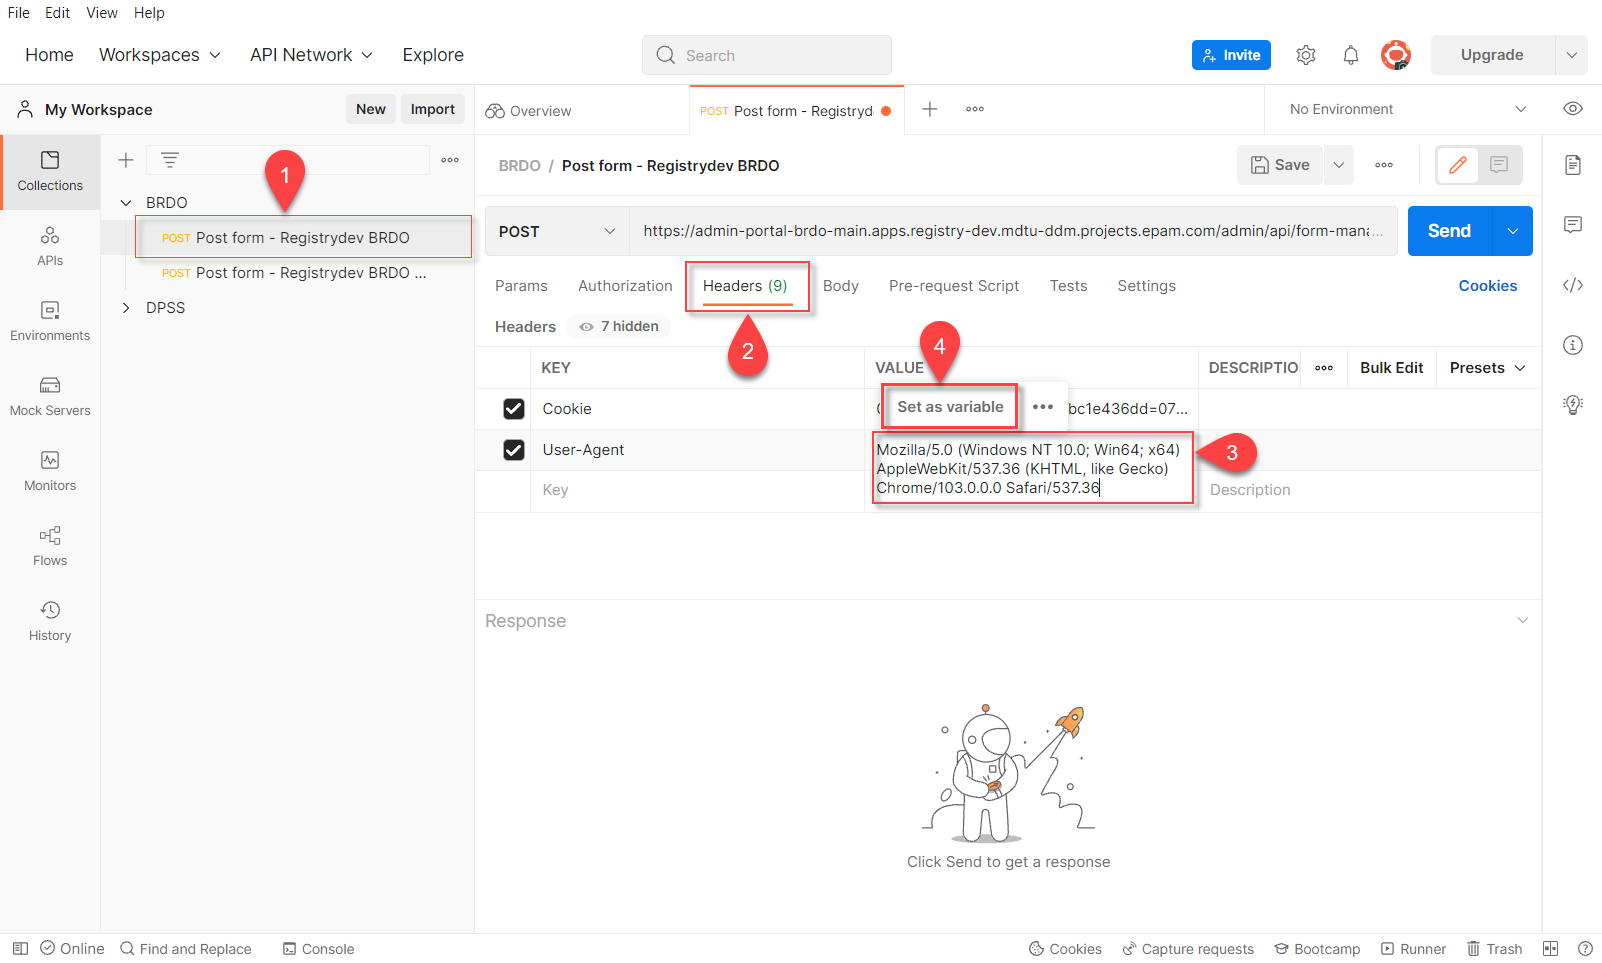 File Edit View Help
Home Workspaces API Network Explore Search Invite Upgrade
My Workspace New Import Overview POST Post form - Registryd No Environment
Collections
APIs
Environments
Mock Servers
Monitors
Flows
History
1
BRDO
POST Post form - Registrydev BRDO
POST Post form - Registrydev BRDO ...
DPSS
BRDO / Post form - Registrydev BRDO Save
POST https://admin-portal-brdo-main.apps.registry-dev.mdtu-ddm.projects.epam.com/admin/api/form-mana... Send
Params Authorization Headers (9) Body Pre-request Script Tests Settings Cookies
Headers 7 hidden
2
4
KEY VALUE DESCRIPTIO Bulk Edit Presets
Cookie Set as variable bc1e436dd=07...
User-Agent Mozilla/5.0 (Windows NT 10.0; Win64; x64)
AppleWebKit/537.36 (KHTML, like Gecko)
Chrome/103.0.0.0 Safari/537.36
3
Key Description
Response
Click Send to get a response
Online Find and Replace Console Cookies Capture requests Bootcamp Runner Trash